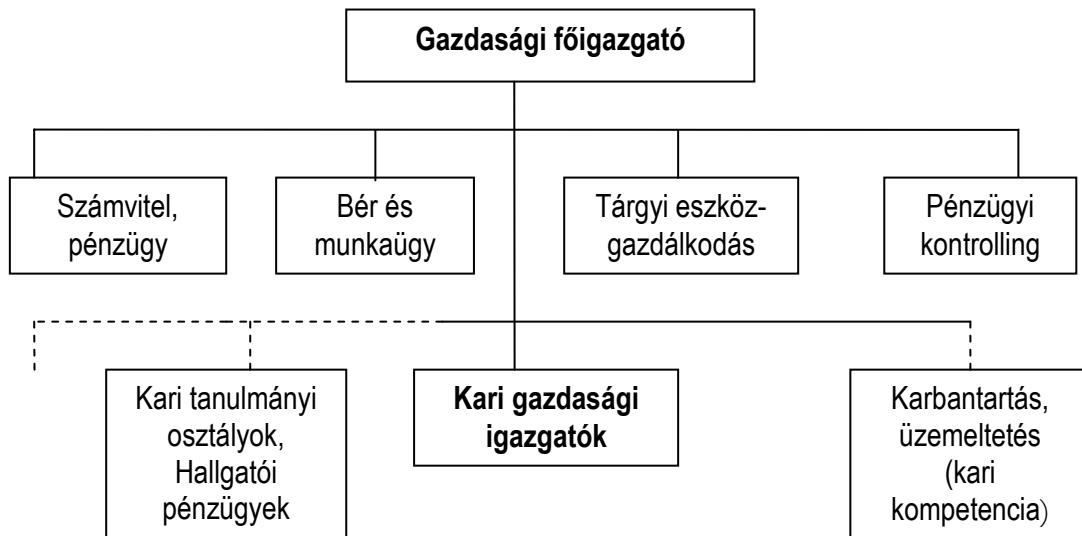 Gazdasági főigazgató
Számvitel,
pénzügy
Bér és
munkaügy
Tárgyi eszköz-
gazdálkodás
Pénzügyi
kontrolling
Kari tanulmányi
osztályok,
Hallgatói
pénzügyek
Kari gazdasági
igazgatók
Karbantartás,
üzemeltetés
(kari
kompetencia)